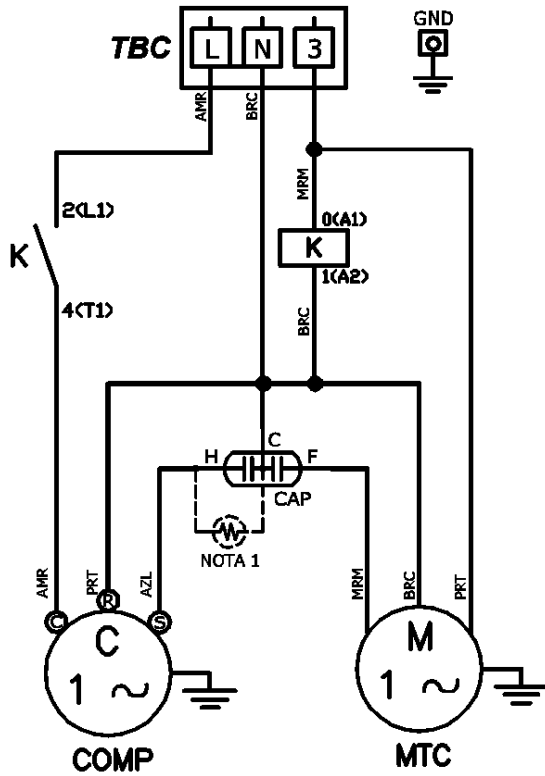 GND
TBC L N 3
AMR
BRC
MRM
2(L1)
0(A1)
K
K
1(A2)
4(T1)
BRC
C
H
F
CAP
NOTA 1
AMR
PRT
AZL
MRM
BRC
PRT
C
R
S
C
1
M
1
COMP
MTC